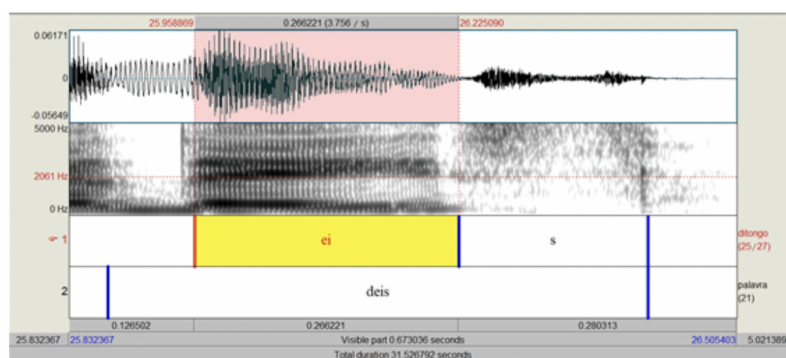 25.958869 0.266221 (3.756 / s) 26.225090
0.06171
0
-0.05649
5000 Hz
2061 Hz
0 Hz
1 ei s ditongo (25/27)
2 deis palavra (21)
0.126502 0.266221 0.280313
25.832367 25.832367 Visible part 0.673036 seconds 26.505403 5.021389
Total duration 31.526792 seconds